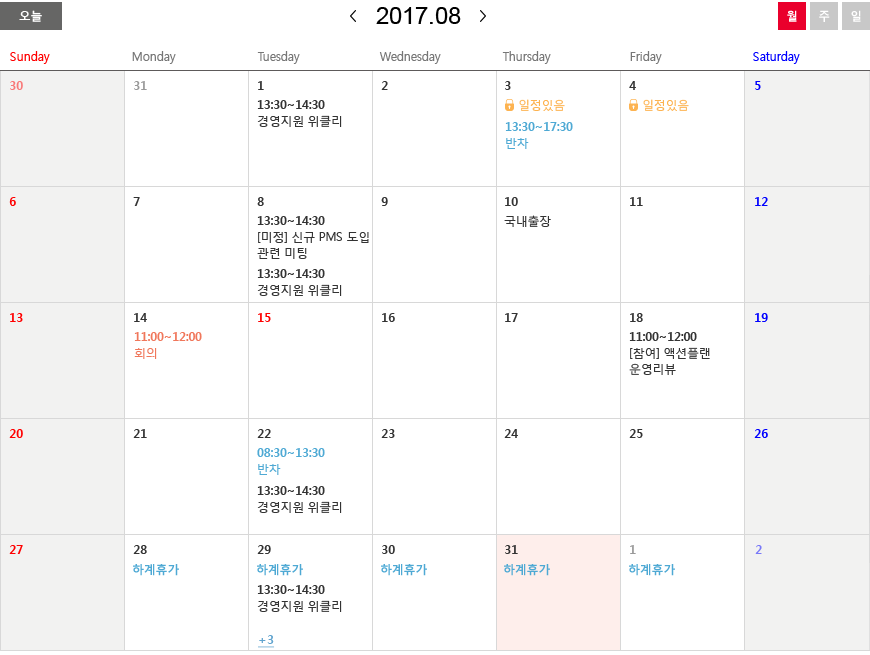 오늘
2017.08
월 주 일
Sunday Monday Tuesday Wednesday Thursday Friday Saturday
30 31 1 2 3 4 5
13:30~14:30
경영지원 위클리
일정있음
13:30~17:30
반차
일정있음
6 7 8 9 10 11 12
13:30~14:30
[미정] 신규 PMS 도입
관련 미팅
13:30~14:30
경영지원 위클리
국내출장
13 14 15 16 17 18 19
11:00~12:00
회의
11:00~12:00
[참여] 액션플랜
운영리뷰
20 21 22 23 24 25 26
08:30~13:30
반차
13:30~14:30
경영지원 위클리
27 28 29 30 31 1 2
하계휴가 하계휴가 하계휴가 하계휴가 하계휴가
13:30~14:30
경영지원 위클리
+3